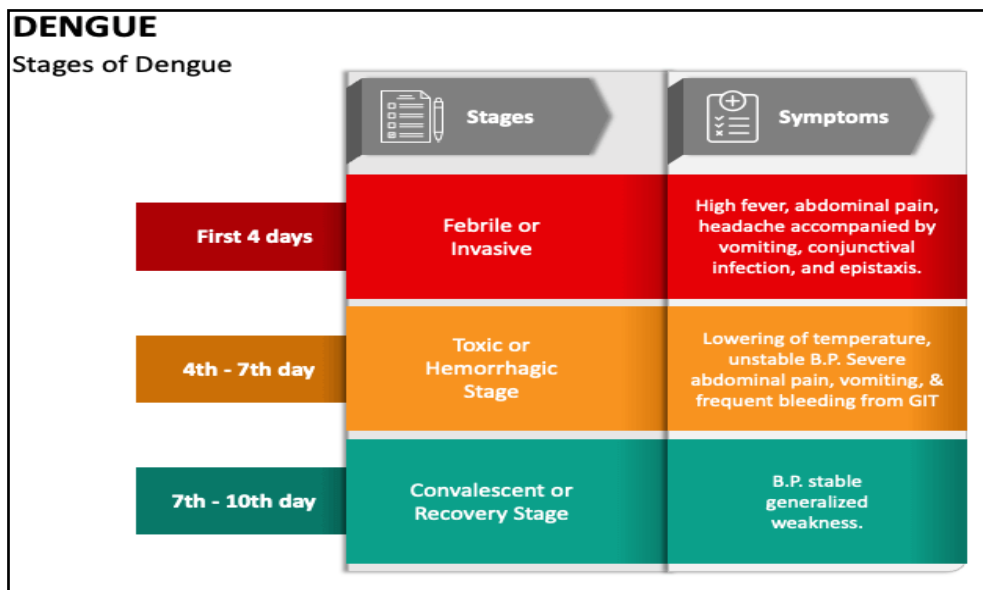 DENGUE
Stages of Dengue
Stages
Symptoms
First 4 days
Febrile or
Invasive
High fever, abdominal pain,
headache accompanied by
vomiting, conjunctival
infection, and epistaxis.
4th - 7th day
Toxic or
Hemorrhagic
Stage
Lowering of temperature,
unstable B.P. Severe
abdominal pain, vomiting, &
frequent bleeding from GIT
7th - 10th day
Convalescent or
Recovery Stage
B.P. stable
generalized
weakness.